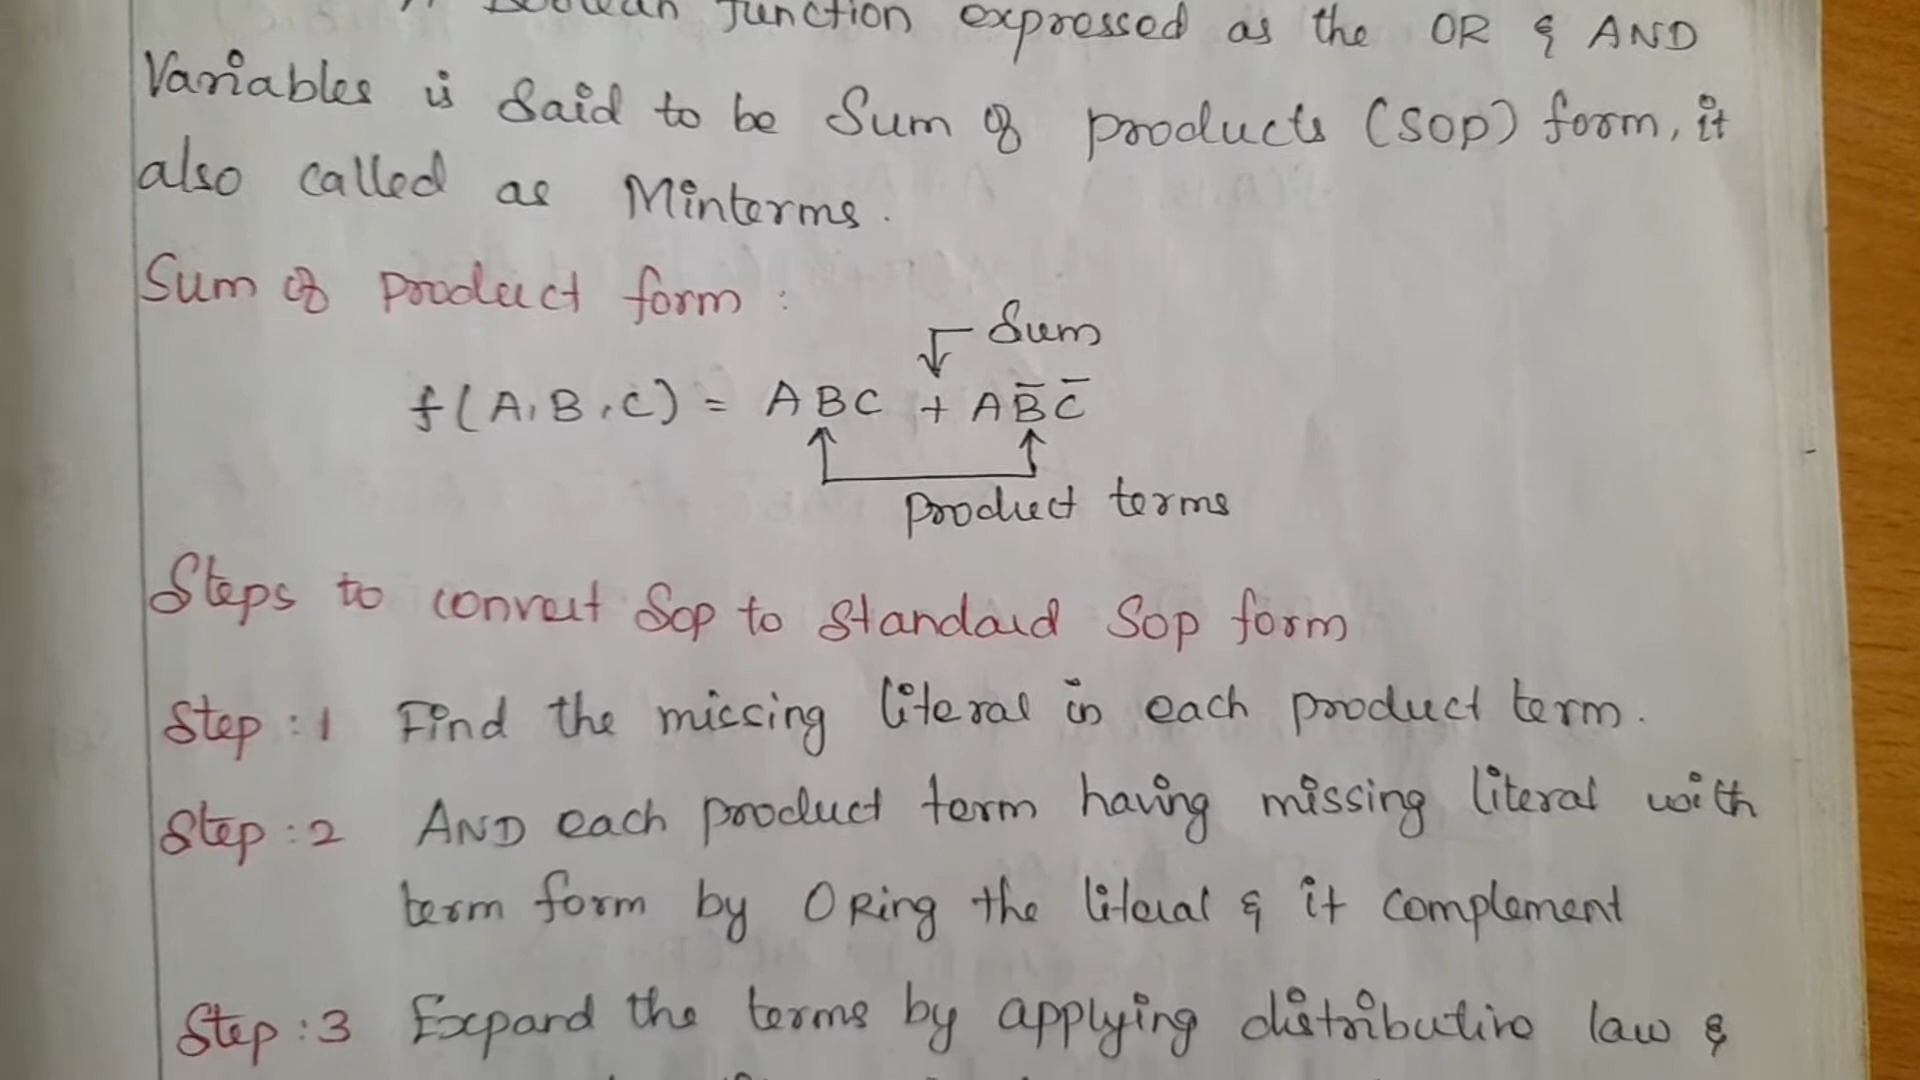 Boolean function expressed as the OR & AND
Variables is said to be Sum of products (SOP) form, it
also called as Minterms.
Sum of product form :
Sum
f(A,B,C) = ABC + AB̅C̅
product terms
Steps to convert Sop to Standard Sop form
Step:1 Find the missing literal in each product term.
Step:2 AND each product term having missing literal with
term form by ORing the literal & it complement
Step:3 Expand the terms by applying distributive law &